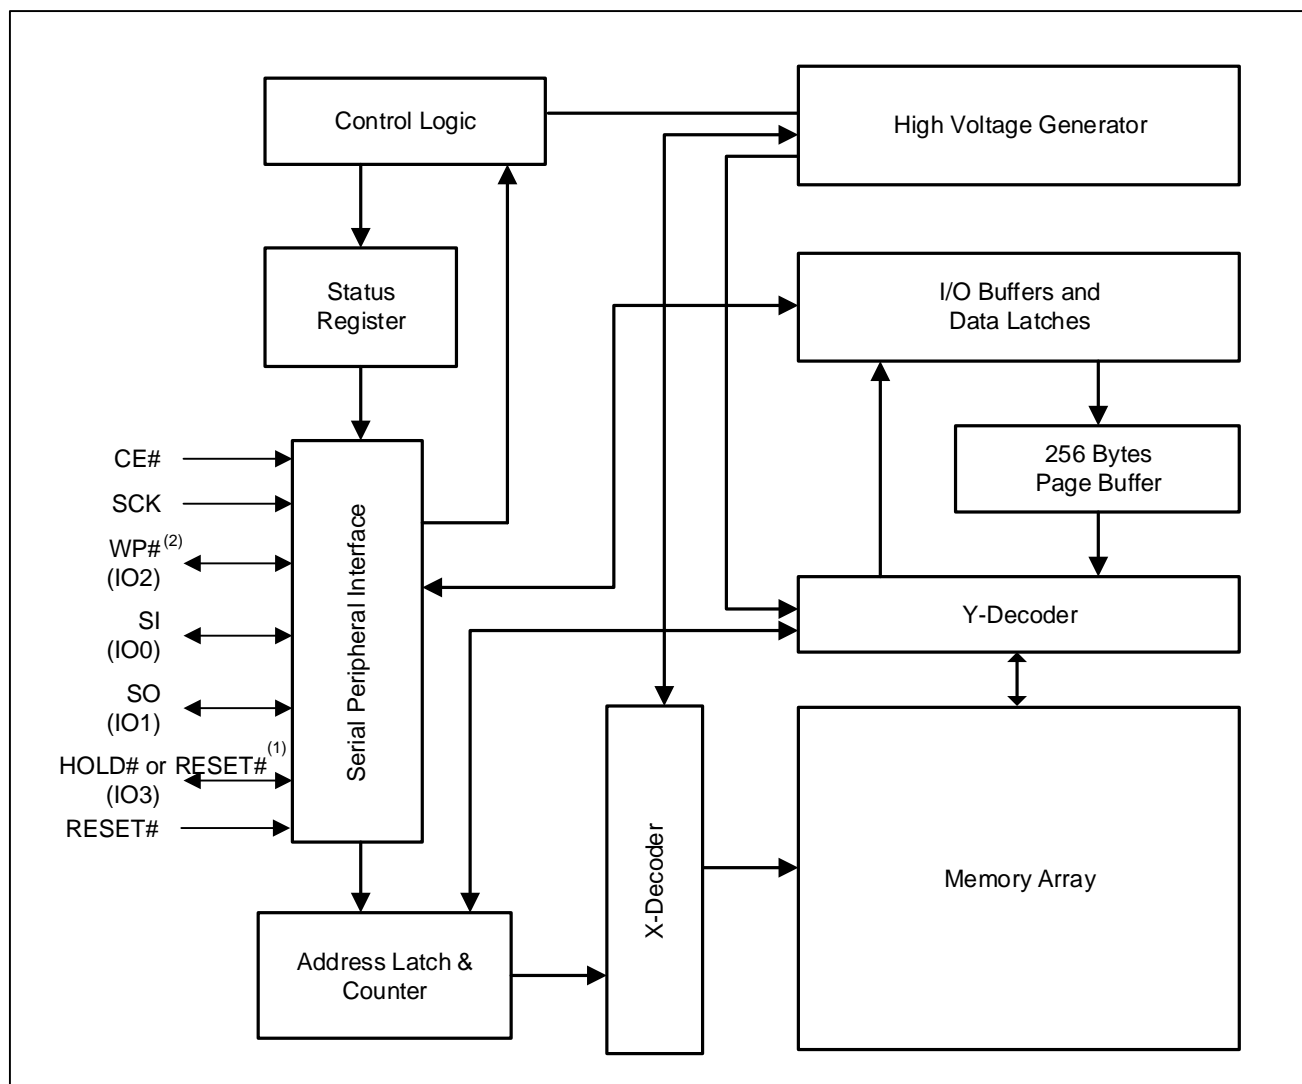 Control Logic
High Voltage Generator
Status
Register
I/O Buffers and
Data Latches
256 Bytes
Page Buffer
CE#
SCK
WP# (2)
(IO2)
SI
(IO0)
SO
(IO1)
HOLD# or RESET# (1)
(IO3)
RESET#
Serial Peripheral Interface
Y-Decoder
X-Decoder
Memory Array
Address Latch &
Counter